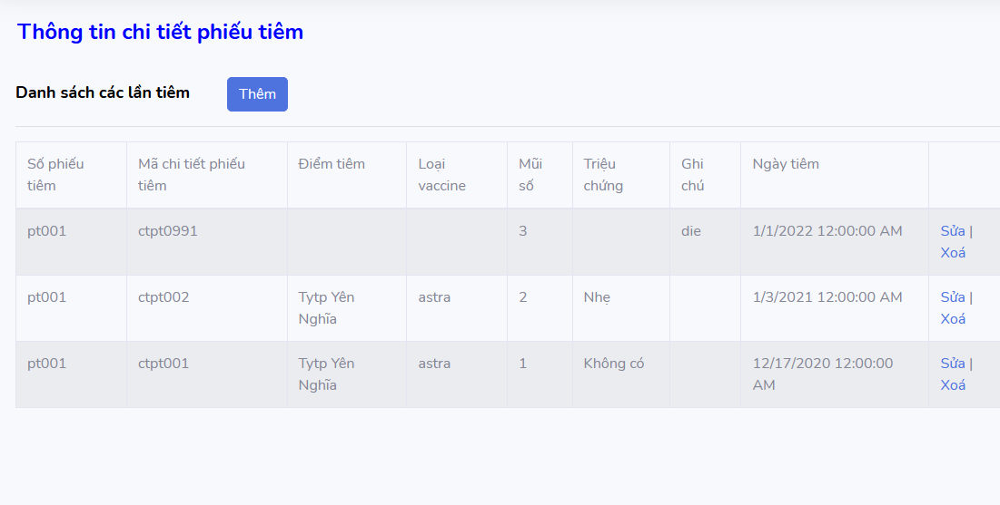 Thông tin chi tiết phiếu tiêm
Danh sách các lần tiêm Thêm
Số phiếu tiêm Mã chi tiết phiếu tiêm Điểm tiêm Loại vaccine Mũi số Triệu chứng Ghi chú Ngày tiêm
pt001 ctpt0991 3 die 1/1/2022 12:00:00 AM Sửa | Xoá
pt001 ctpt002 Tytp Yên Nghĩa astra 2 Nhẹ 1/3/2021 12:00:00 AM Sửa | Xoá
pt001 ctpt001 Tytp Yên Nghĩa astra 1 Không có 12/17/2020 12:00:00 AM Sửa | Xoá